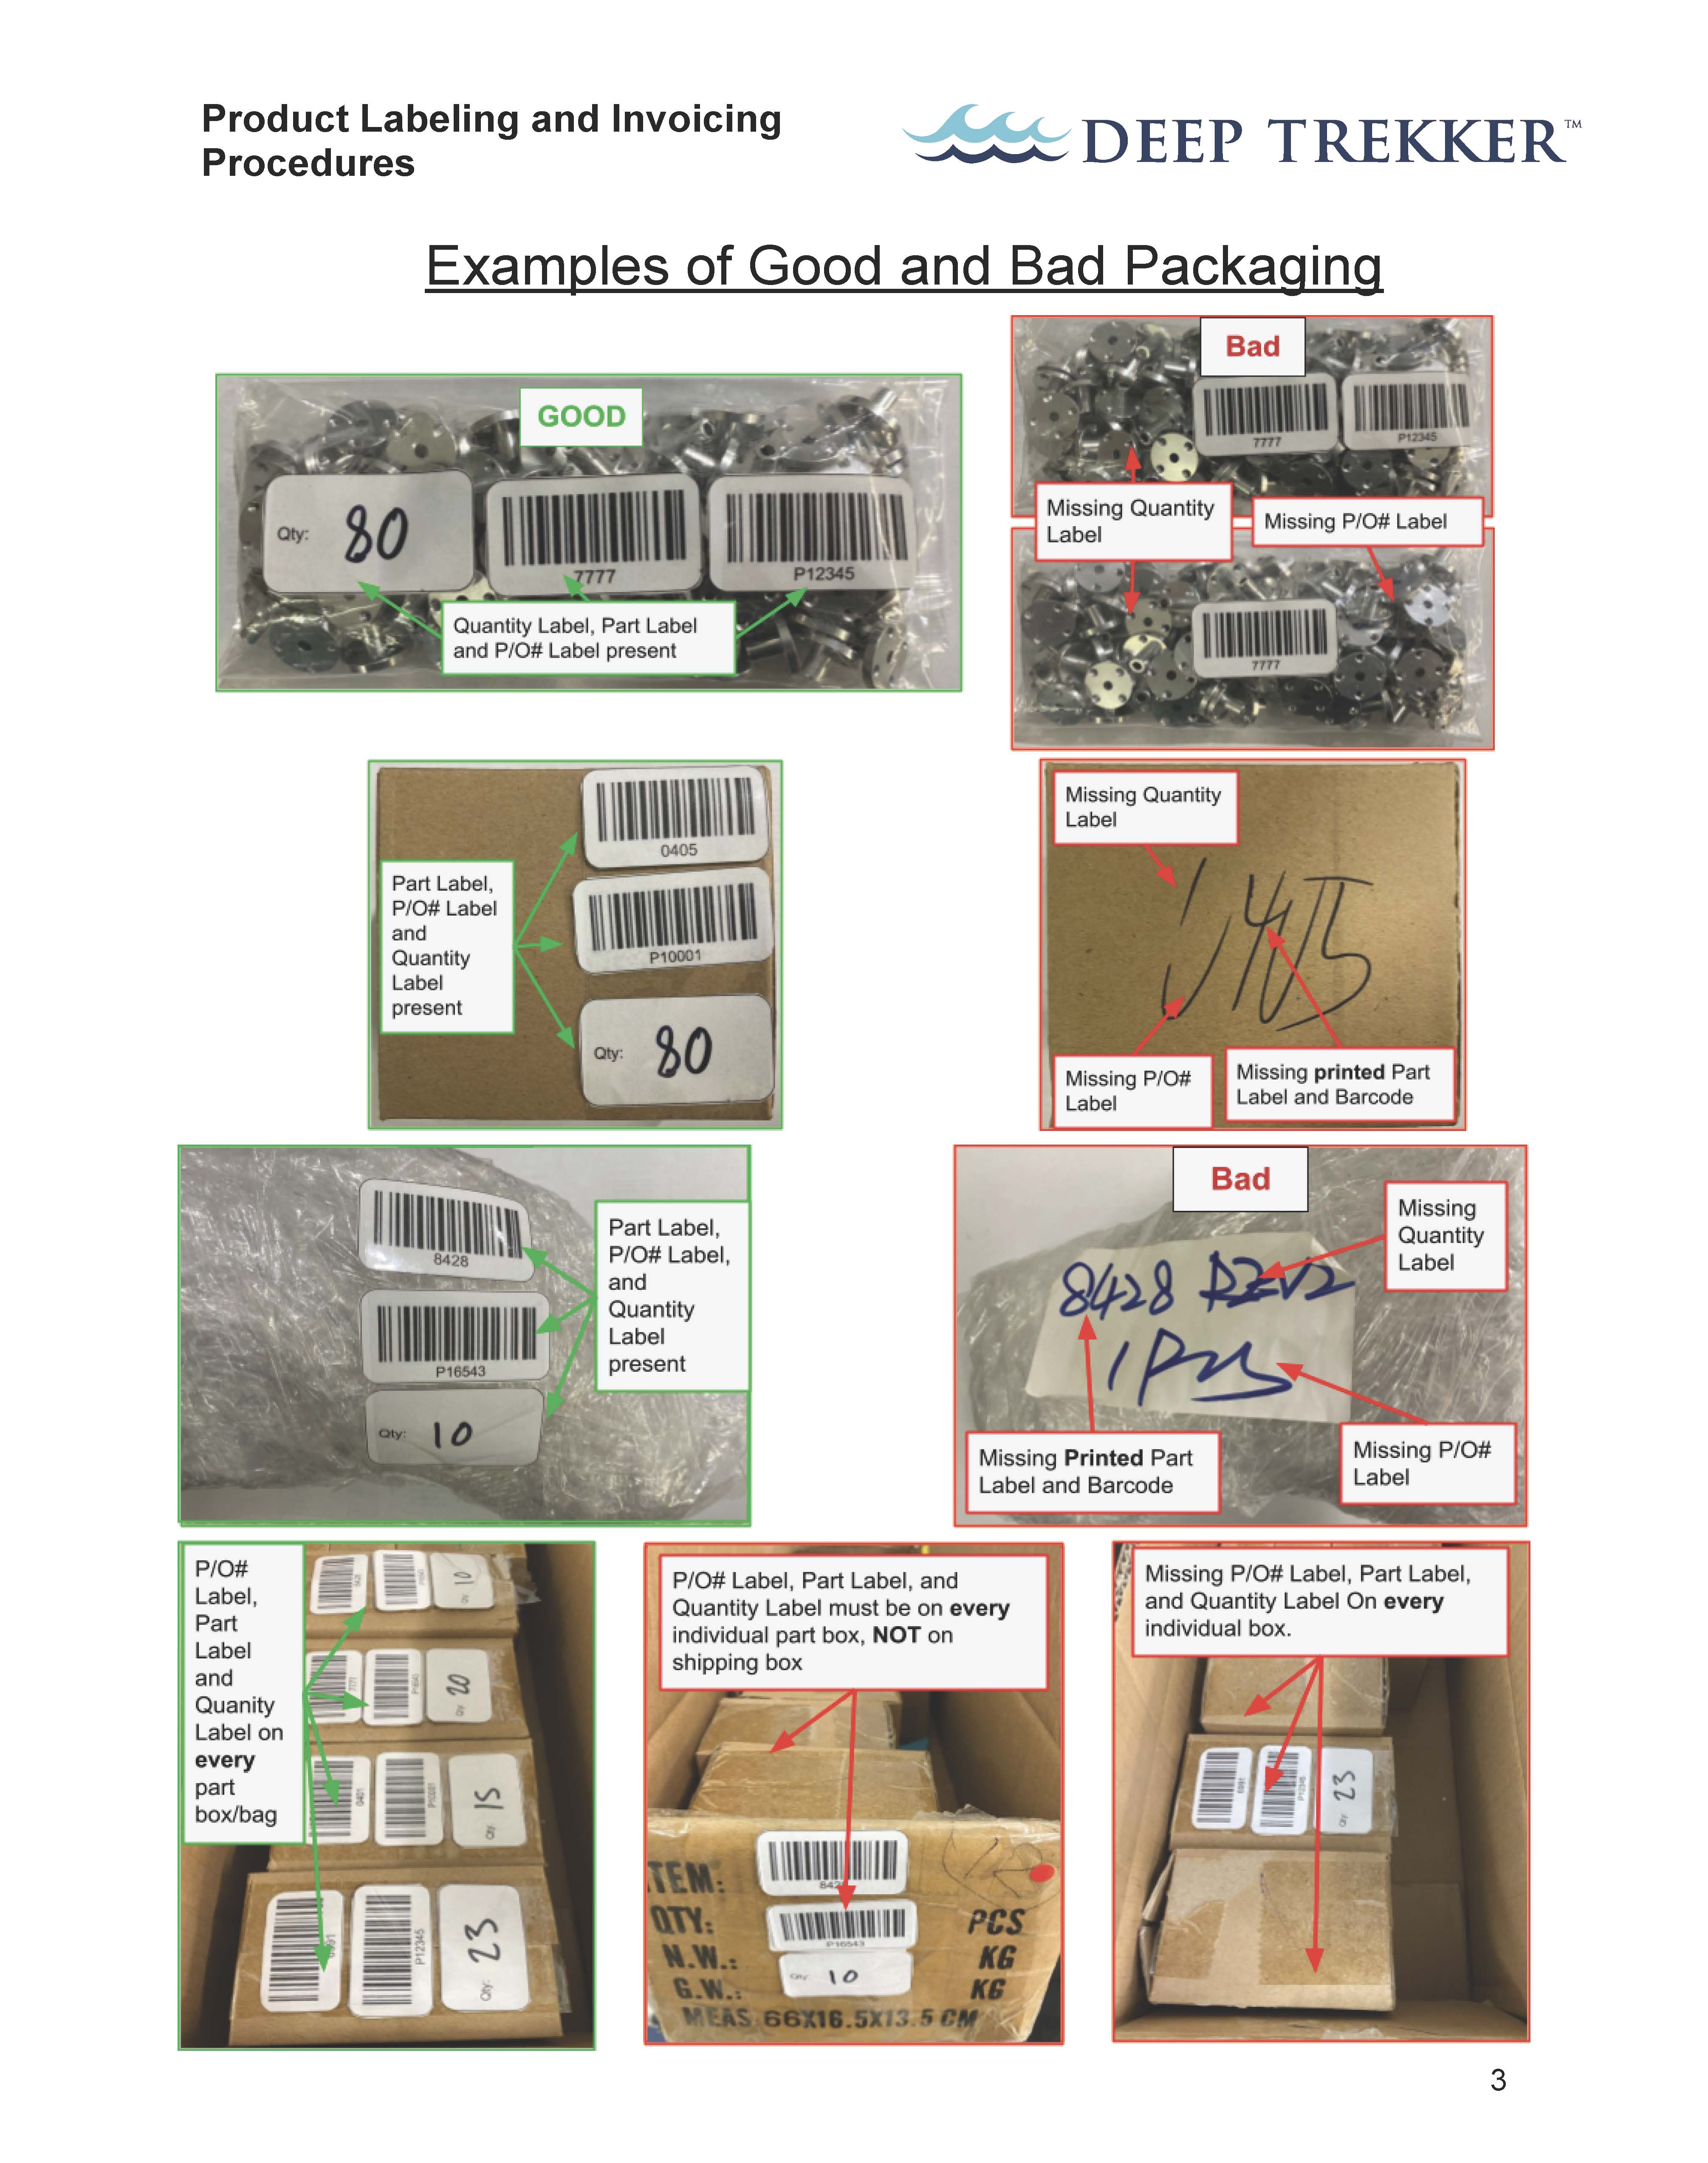 Product Labeling and Invoicing
Procedures
DEEP TREKKER™
Examples of Good and Bad Packaging
GOOD
Qty: 80
7777
P12345
Quantity Label, Part Label
and P/O# Label present
Bad
7777
P12345
Missing Quantity
Label
Missing P/O# Label
7777
0405
P10001
Qty: 80
Part Label,
P/O# Label
and
Quantity
Label
present
Missing Quantity
Label
Missing P/O#
Label
Missing printed Part
Label and Barcode
8428
P16543
Qty: 10
Part Label,
P/O# Label,
and
Quantity
Label
present
Bad
8428 REV2
1
Missing
Quantity
Label
Missing Printed Part
Label and Barcode
Missing P/O#
Label
P/O#
Label,
Part
Label
and
Quanity
Label on
every
part
box/bag
10
20
0401
P10001
Qty 15
P12345
Qty: 23
P/O# Label, Part Label, and
Quantity Label must be on every
individual part box, NOT on
shipping box
TEM:
QTY: PCS
N.W.: KG
G.W.: KG
MEAS 66X16.5X13.5 CM
P16543
Qty 10
Missing P/O# Label, Part Label,
and Quantity Label On every
individual box.
P12345
Qty 23
3